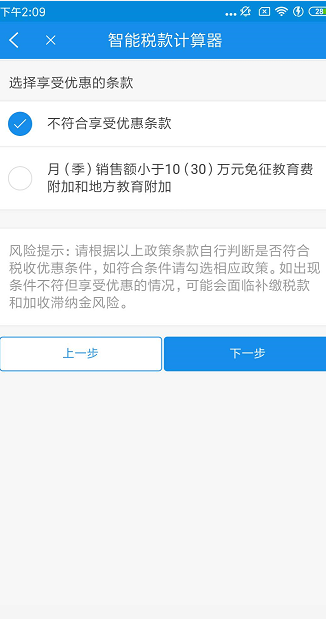 下午2:09
智能税款计算器
选择享受优惠的条款
不符合享受优惠条款
月（季）销售额小于10（30）万元免征教育费
附加和地方教育附加
风险提示：请根据以上政策条款自行判断是否符合
税收优惠条件，如符合条件请勾选相应政策。如出现
条件不符但享受优惠的情况，可能会面临补缴税款
和加收滞纳金风险。
上一步
下一步